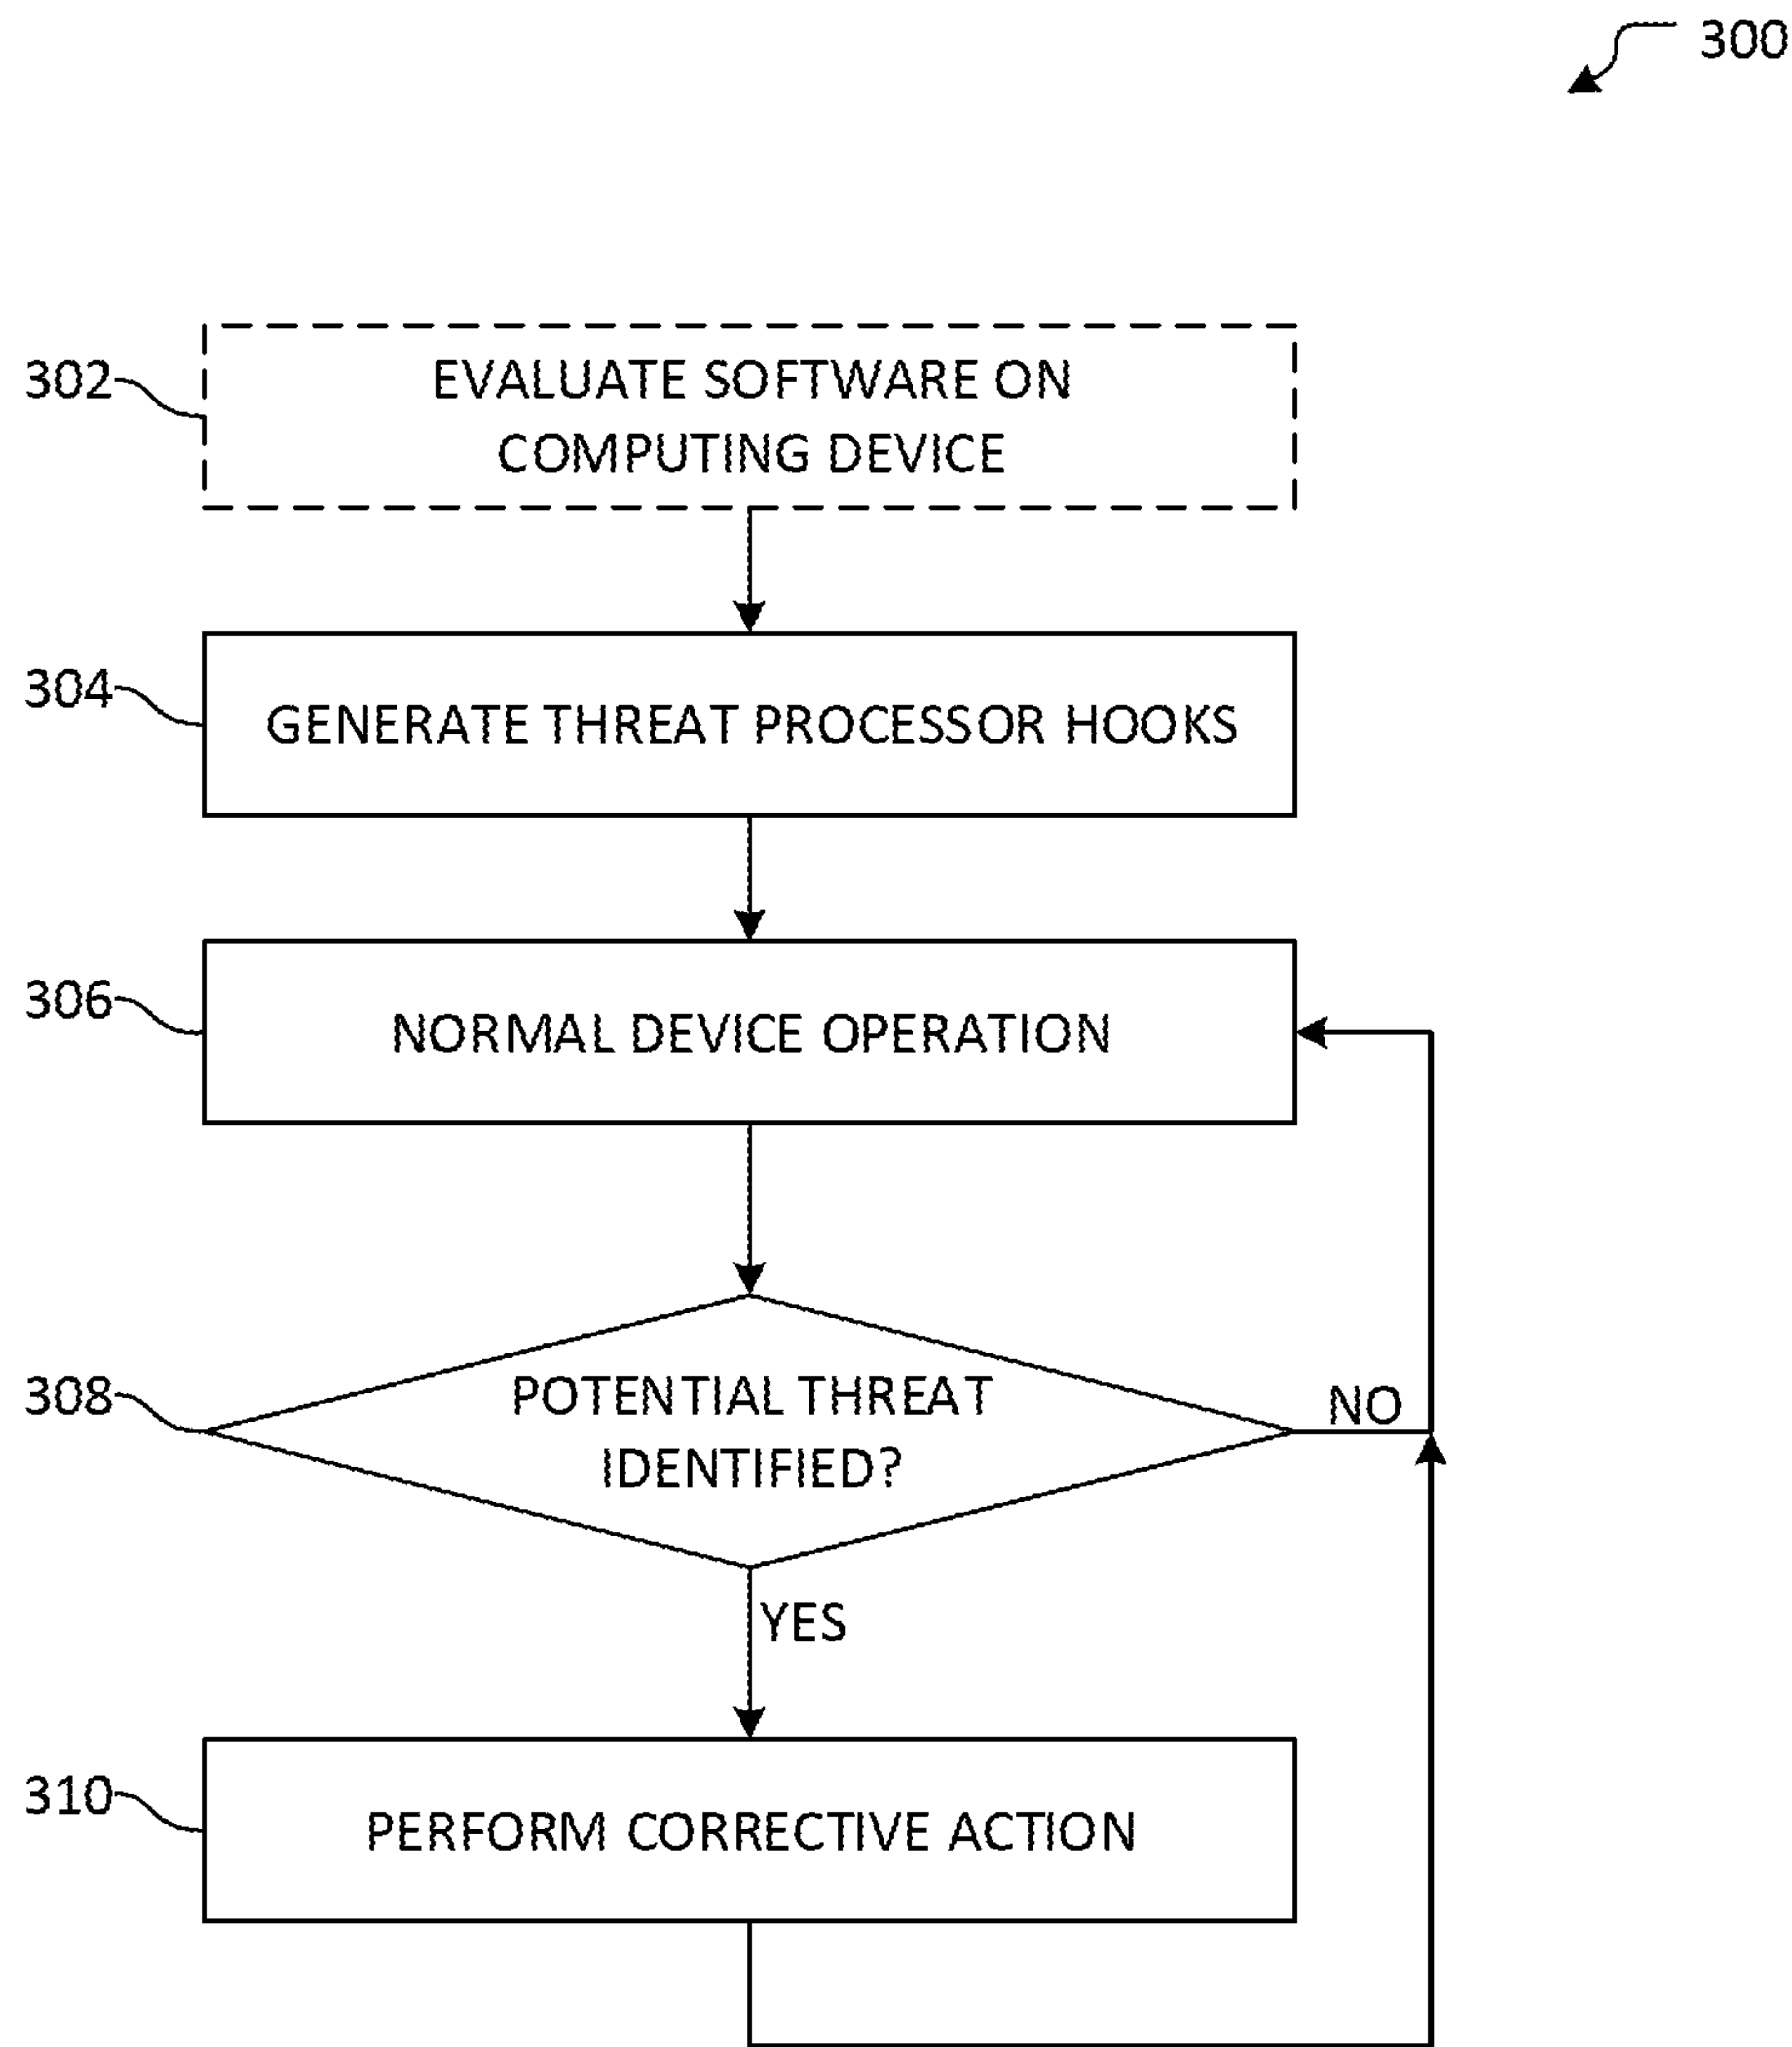 300
302
EVALUATE SOFTWARE ON
COMPUTING DEVICE
304
GENERATE THREAT PROCESSOR HOOKS
306
NORMAL DEVICE OPERATION
308
POTENTIAL THREAT
IDENTIFIED?
NO
YES
310
PERFORM CORRECTIVE ACTION